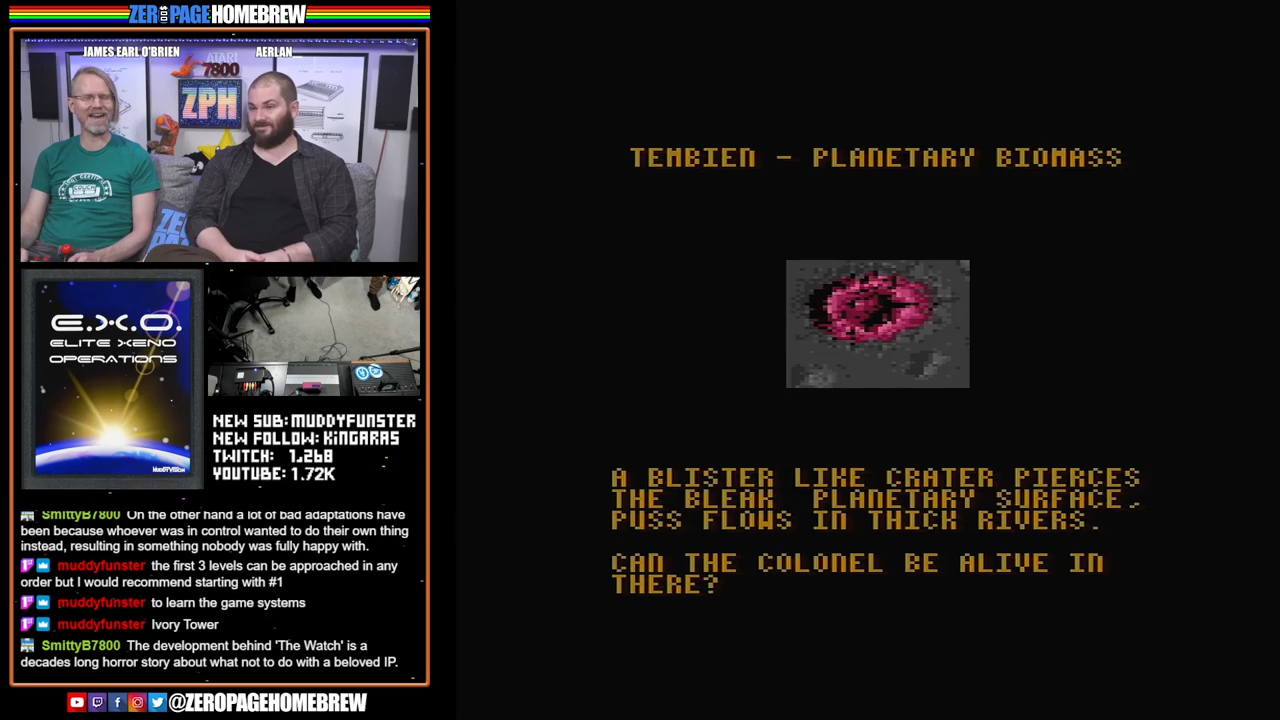 ZERO PAGE HOMEBREW
JAMES EARL O'BRIEN
AERLAN
ATARI
7800
ZPH
E.X.O.
ELITE XENO
OPERATIONS
NEW SUB: MUDDYFUNSTER
NEW FOLLOW: KINGARAS
TWITCH: 1,268
YOUTUBE: 1.72K
SmittyB7800 On the other hand a lot of bad adaptations have
been because whoever was in control wanted to do their own thing
instead, resulting in something nobody was fully happy with.
muddyfunster the first 3 levels can be approached in any
order but I would recommend starting with #1
muddyfunster to learn the game systems
muddyfunster Ivory Tower
SmittyB7800 The development behind 'The Watch' is a
decades long horror story about what not to do with a beloved IP.
@ZEROPAGEHOMEBREW
TEMBIEN - PLANETARY BIOMASS
A BLISTER LIKE CRATER PIERCES
THE BLEAK PLANETARY SURFACE,
PUSS FLOWS IN THICK RIVERS.
CAN THE COLONEL BE ALIVE IN
THERE?